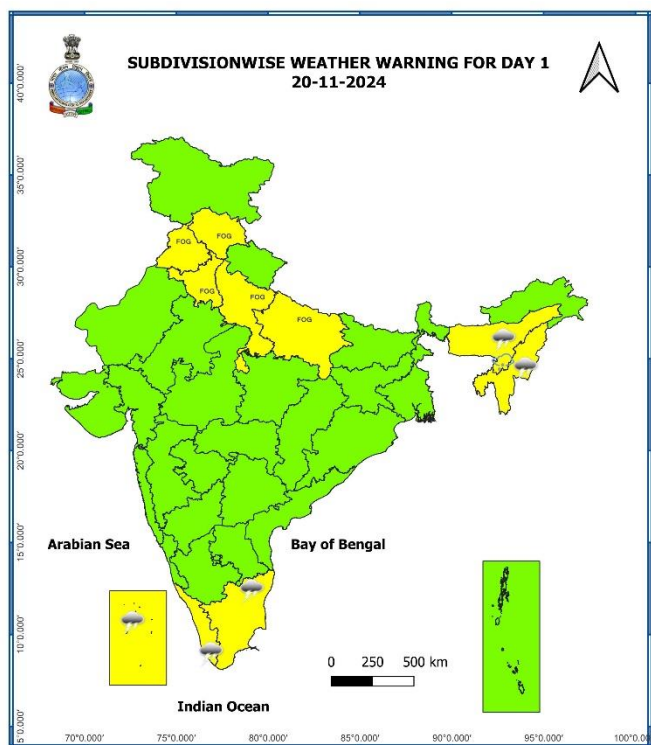 SUBDIVISIONWISE WEATHER WARNING FOR DAY 1
20-11-2024
40°0.000'
35°0.000'
30°0.000'
25°0.000'
20°0.000'
15°0.000'
10°0.000'
5°0.000'
FOG
FOG
FOG
FOG
FOG
Arabian Sea
Bay of Bengal
0 250 500 km
Indian Ocean
70°0.000' 75°0.000' 80°0.000' 85°0.000' 90°0.000' 95°0.000' 100°0.000'